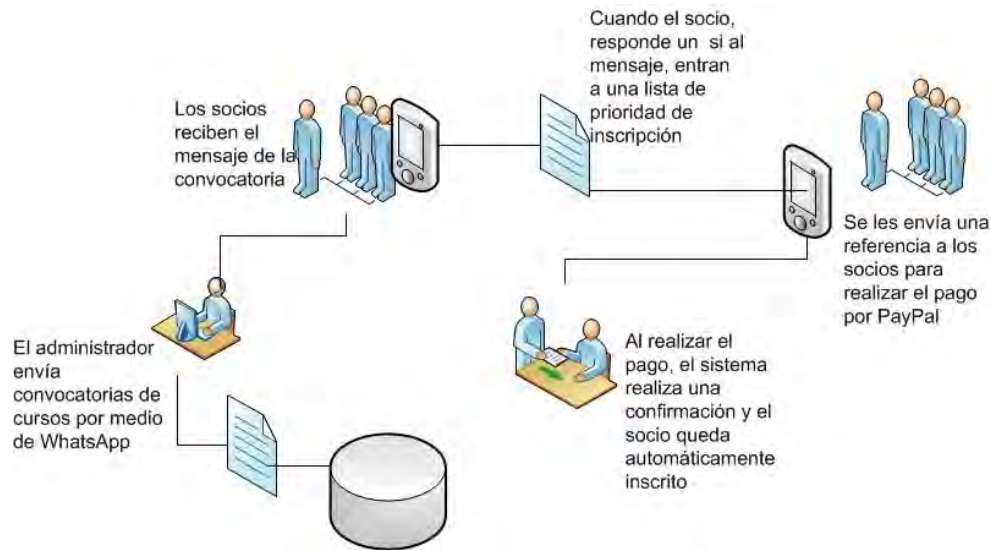 Cuando el socio,
responde un si al
mensaje, entran
a una lista de
prioridad de
inscripción
Los socios
reciben el
mensaje de la
convocatoria
Se les envía una
referencia a los
socios para
realizar el pago
por PayPal
El administrador
envía
convocatorias de
cursos por medio
de WhatsApp
Al realizar el
pago, el sistema
realiza una
confirmación y el
socio queda
automáticamente
inscrito